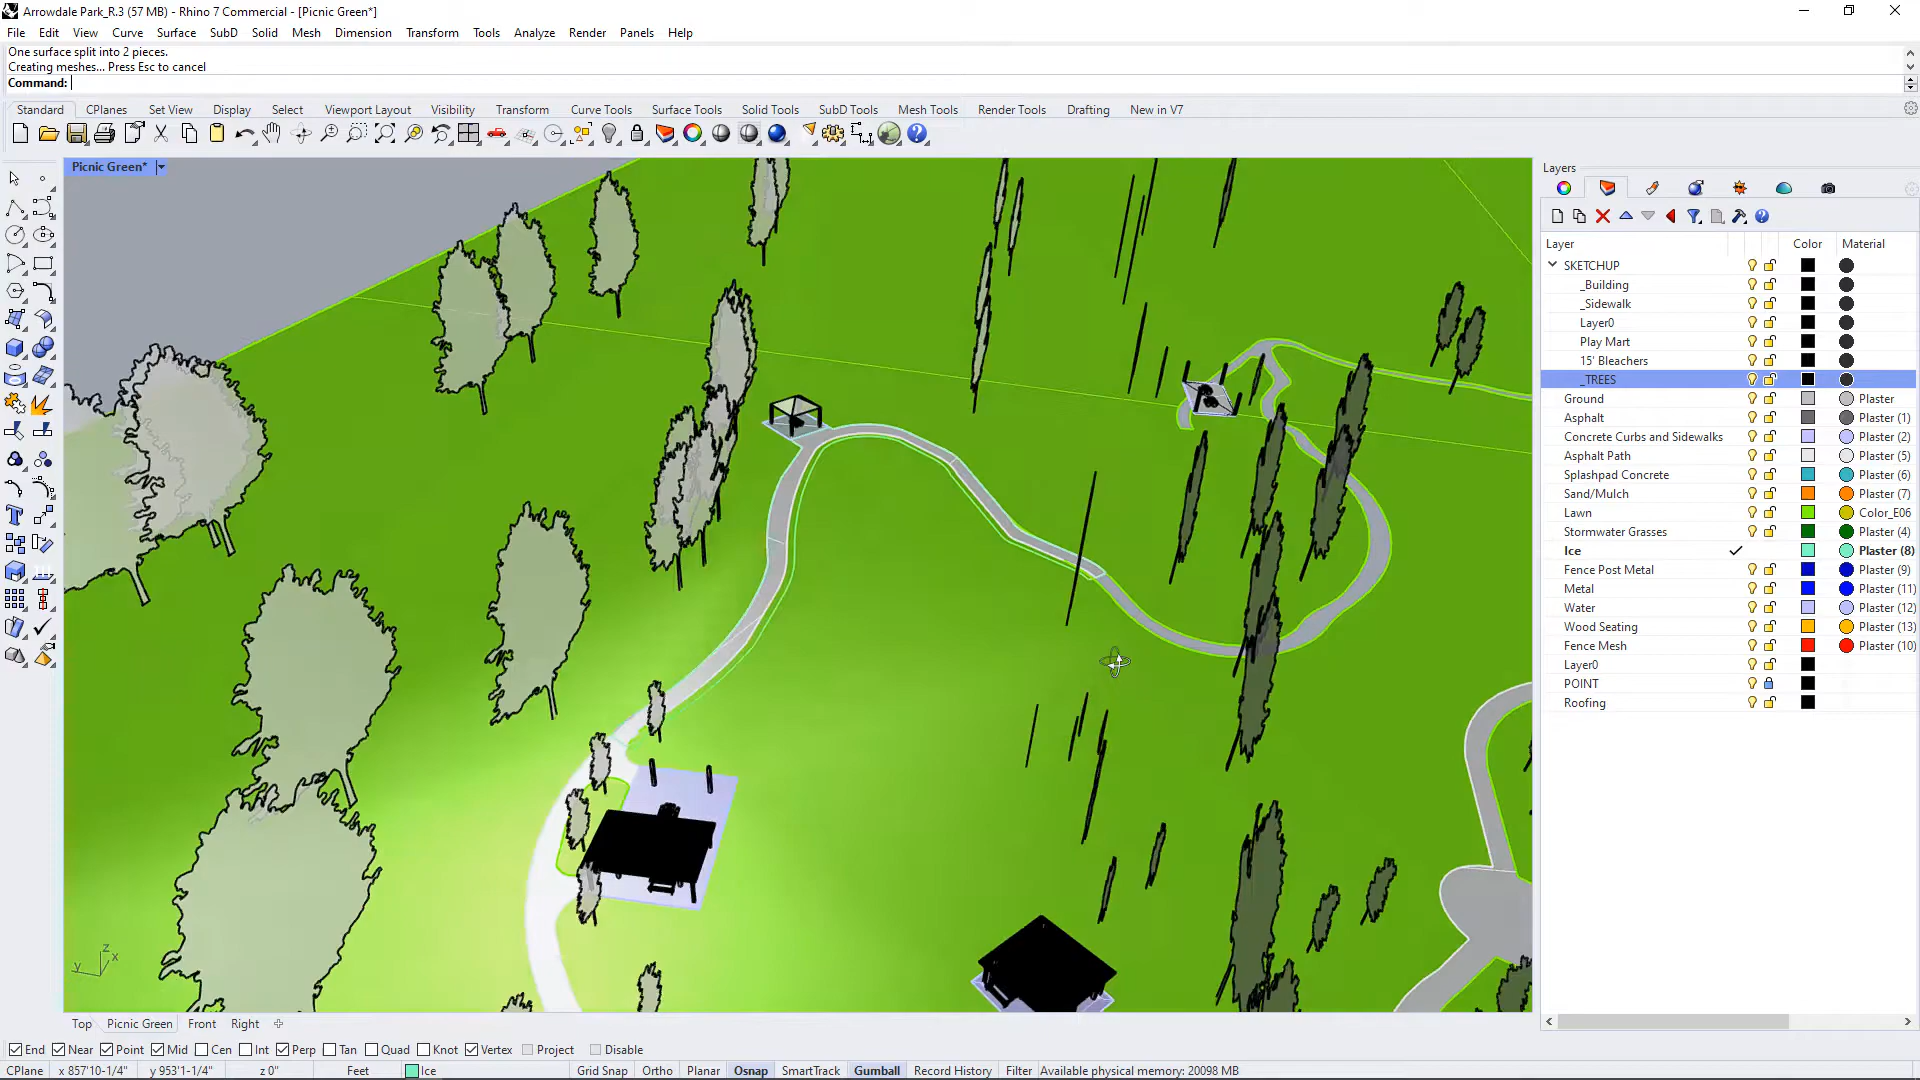 Arrowdale Park_R.3 (57 MB) - Rhino 7 Commercial - [Picnic Green*]
File Edit View Curve Surface SubD Solid Mesh Dimension Transform Tools Analyze Render Panels Help
One surface split into 2 pieces.
Creating meshes... Press Esc to cancel
Command:
Standard CPlanes Set View Display Select Viewport Layout Visibility Transform Curve Tools Surface Tools Solid Tools SubD Tools Mesh Tools Render Tools Drafting New in V7
Picnic Green*
Layers
Layer Color Material
SKETCHUP
_Building
_Sidewalk
Layer0
Play Mart
15' Bleachers
_TREES
Ground Plaster
Asphalt Plaster (1)
Concrete Curbs and Sidewalks Plaster (2)
Asphalt Path Plaster (5)
Splashpad Concrete Plaster (6)
Sand/Mulch Plaster (7)
Lawn Color_E06
Stormwater Grasses Plaster (4)
Ice Plaster (8)
Fence Post Metal Plaster (9)
Metal Plaster (11)
Water Plaster (12)
Wood Seating Plaster (13)
Fence Mesh Plaster (10)
Layer0
POINT
Roofing
z
y x
Top Picnic Green Front Right
End Near Point Mid Cen Int Perp Tan Quad Knot Vertex Project Disable
CPlane x 857'10-1/4" y 953'1-1/4" z 0" Feet Ice Grid Snap Ortho Planar Osnap SmartTrack Gumball Record History Filter Available physical memory: 20098 MB